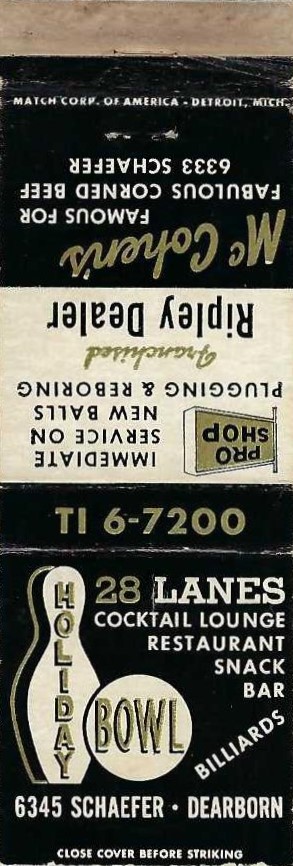 MATCH CORP. OF AMERICA - DETROIT, MICH.
Mc Cohen's
FAMOUS FOR
FABULOUS CORNED BEEF
6333 SCHAEFER
PRO
SHOP
IMMEDIATE
SERVICE ON
NEW BALLS
PLUGGING & REBORING
Franchised
Ripley Dealer
TI 6-7200
HOLIDAY
BOWL
28 LANES
COCKTAIL LOUNGE
RESTAURANT
SNACK
BAR
BILLIARDS
6345 SCHAEFER • DEARBORN
CLOSE COVER BEFORE STRIKING